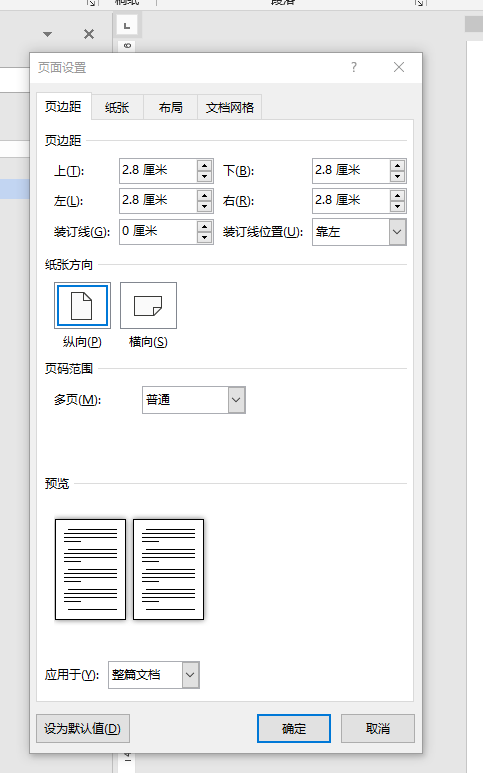 稿纸
段落
页面设置
?
页边距 纸张 布局 文档网格
页边距
上(T): 2.8 厘米 下(B): 2.8 厘米
左(L): 2.8 厘米 右(R): 2.8 厘米
装订线(G): 0 厘米 装订线位置(U): 靠左
纸张方向
纵向(P) 横向(S)
页码范围
多页(M): 普通
预览
应用于(Y): 整篇文档
设为默认值(D) 确定 取消